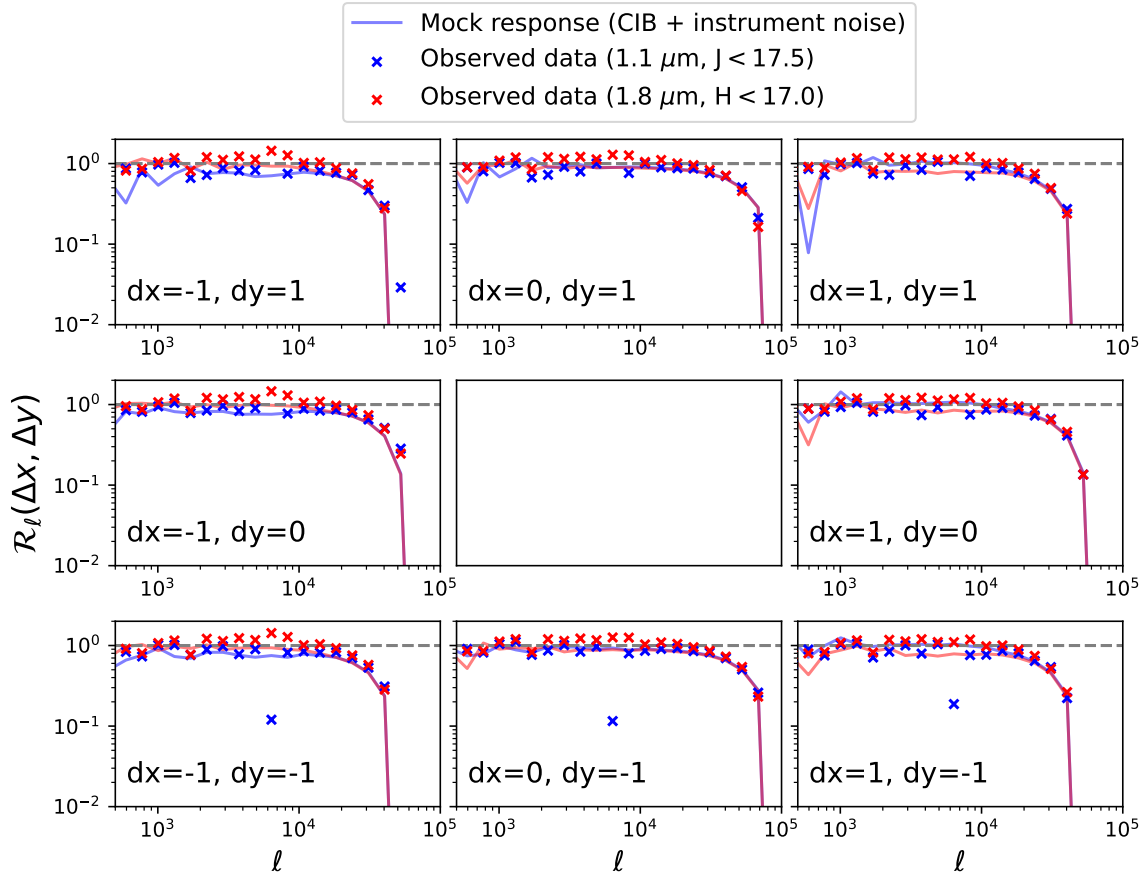 Mock response (CIB + instrument noise)
Observed data (1.1 μm, J < 17.5)
Observed data (1.8 μm, H < 17.0)
10⁰
10⁻¹
10⁻²
dx=-1, dy=1
dx=0, dy=1
dx=1, dy=1
10³ 10⁴ 10⁵ 10³ 10⁴ 10⁵ 10³ 10⁴ 10⁵
ℛ_ℓ(Δx, Δy)
10⁰
10⁻¹
10⁻²
dx=-1, dy=0
dx=1, dy=0
10³ 10⁴ 10⁵ 10³ 10⁴ 10⁵
10⁰
10⁻¹
10⁻²
dx=-1, dy=-1
dx=0, dy=-1
dx=1, dy=-1
10³ 10⁴ 10⁵ 10³ 10⁴ 10⁵ 10³ 10⁴ 10⁵
ℓ ℓ ℓ